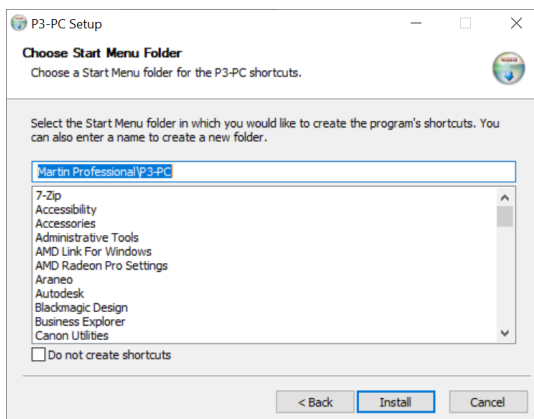 P3-PC Setup
Choose Start Menu Folder
Choose a Start Menu folder for the P3-PC shortcuts.
Select the Start Menu folder in which you would like to create the program's shortcuts. You
can also enter a name to create a new folder.
Martin Professional\P3-PC
7-Zip
Accessibility
Accessories
Administrative Tools
AMD Link For Windows
AMD Radeon Pro Settings
Araneo
Autodesk
Blackmagic Design
Business Explorer
Canon Utilities
Do not create shortcuts
< Back Install Cancel